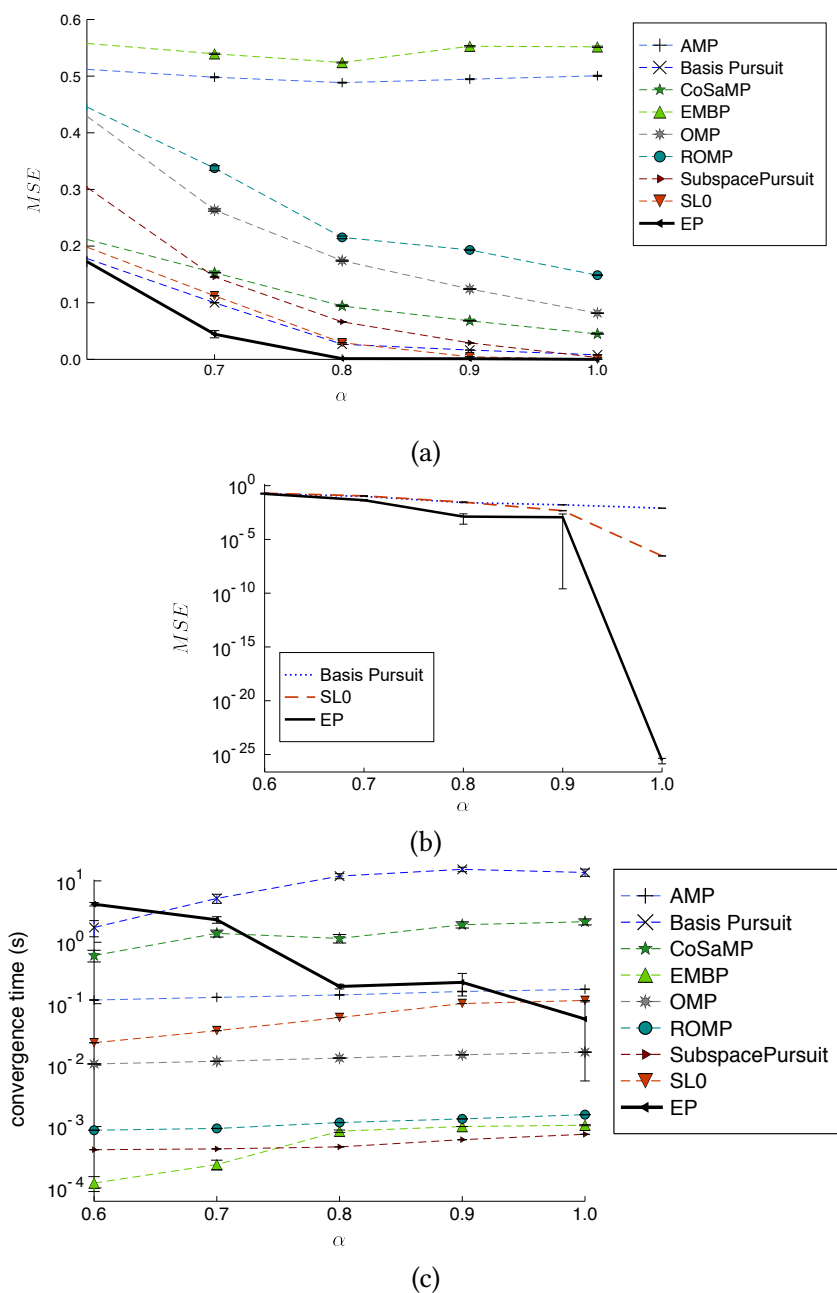 0.6
0.5
0.4
0.3
0.2
0.1
0.0
MSE
0.7
0.8
0.9
1.0
α
AMP
Basis Pursuit
CoSaMP
EMBP
OMP
ROMP
SubspacePursuit
SL0
EP
(a)
10^0
10^-5
10^-10
10^-15
10^-20
10^-25
MSE
Basis Pursuit
SL0
EP
0.6
0.7
0.8
0.9
1.0
α
(b)
10^1
10^0
10^-1
10^-2
10^-3
10^-4
convergence time (s)
0.6
0.7
0.8
0.9
1.0
α
AMP
Basis Pursuit
CoSaMP
EMBP
OMP
ROMP
SubspacePursuit
SL0
EP
(c)